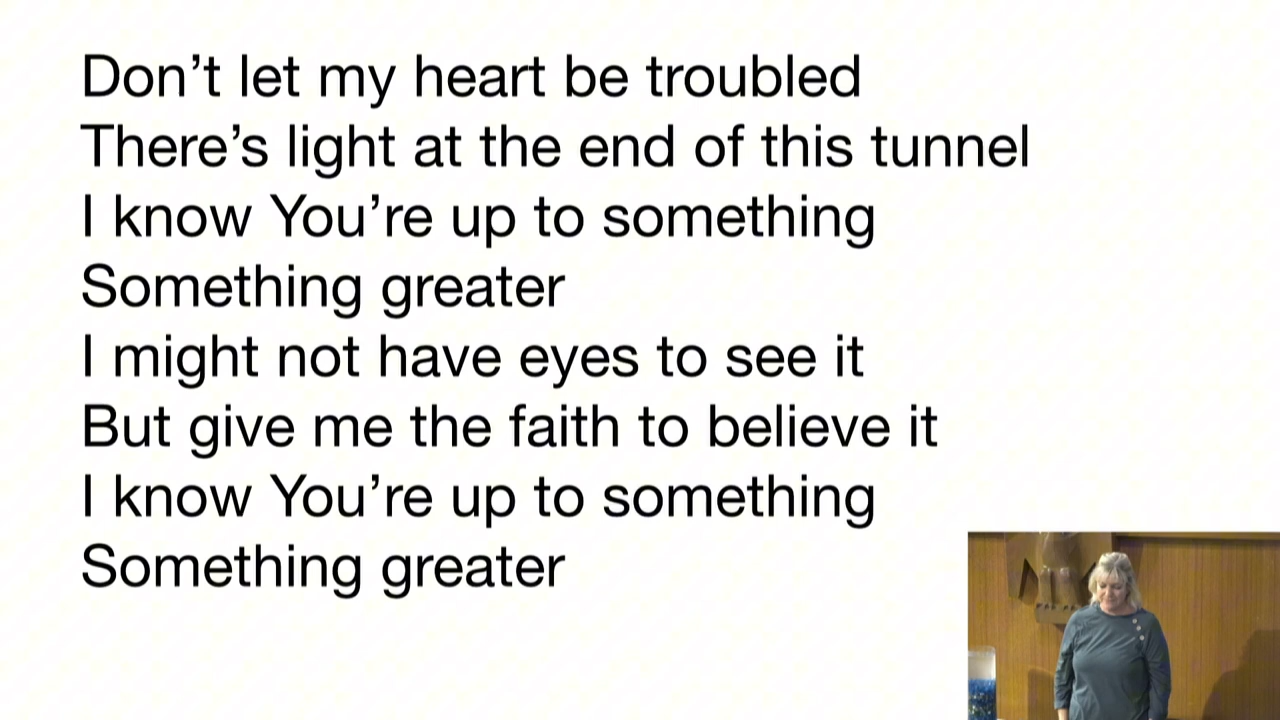 Don’t let my heart be troubled
There’s light at the end of this tunnel
I know You’re up to something
Something greater
I might not have eyes to see it
But give me the faith to believe it
I know You’re up to something
Something greater